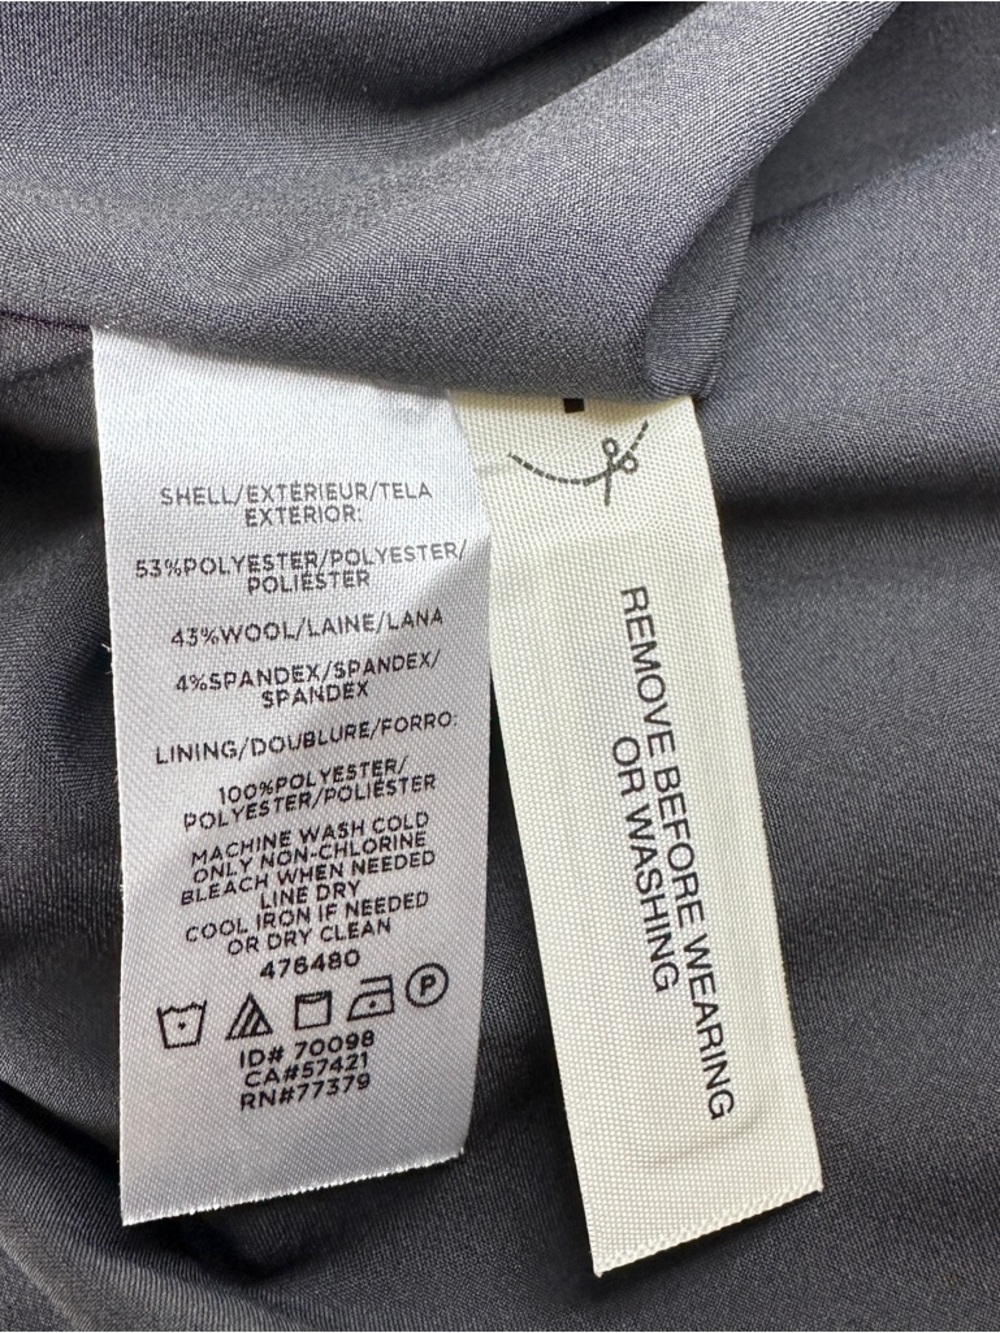 SHELL/EXTÉRIEUR/TELA
EXTERIOR:
53%POLYESTER/POLYESTER/
POLIÉSTER
43%WOOL/LAINE/LANA
4%SPANDEX/SPANDEX/
SPANDEX
LINING/DOUBLURE/FORRO:
100%POLYESTER/
POLYESTER/POLIÉSTER
MACHINE WASH COLD
ONLY NON-CHLORINE
BLEACH WHEN NEEDED
LINE DRY
COOL IRON IF NEEDED
OR DRY CLEAN
476480
P
ID# 70098
CA#57421
RN#77379
REMOVE BEFORE WEARING
OR WASHING